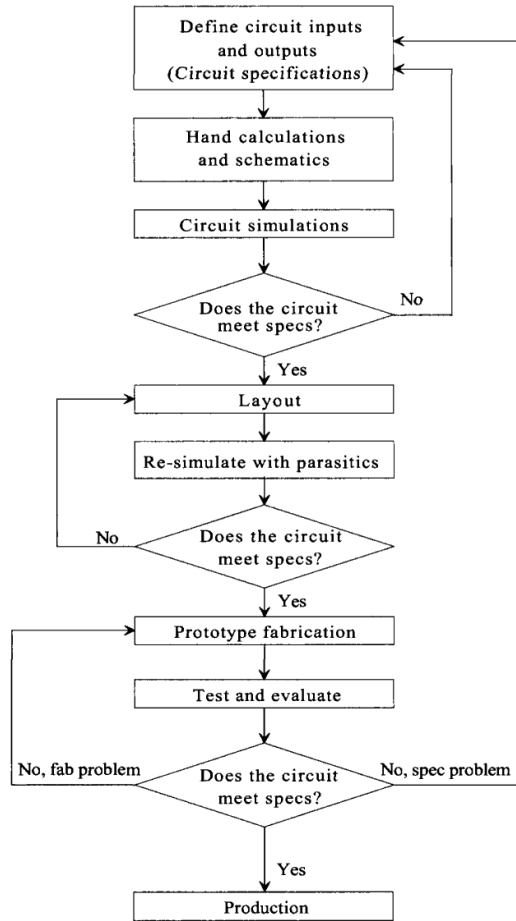 Define circuit inputs
and outputs
(Circuit specifications)
Hand calculations
and schematics
Circuit simulations
Does the circuit
meet specs?
No
Yes
Layout
Re-simulate with parasitics
Does the circuit
meet specs?
No
Yes
Prototype fabrication
Test and evaluate
No, fab problem
Does the circuit
meet specs?
No, spec problem
Yes
Production